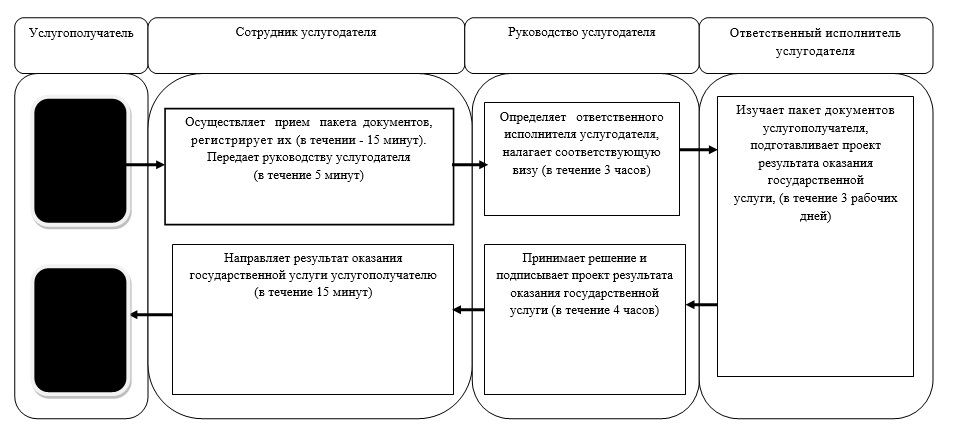 Услугополучатель
Сотрудник услугодателя
Руководство услугодателя
Ответственный исполнитель
услугодателя
Осуществляет прием пакета документов,
регистрирует их (в течении - 15 минут).
Передает руководству услугодателя
(в течение 5 минут)
Определяет ответственного
исполнителя услугодателя,
налагает соответствующую
визу (в течение 3 часов)
Изучает пакет документов
услугополучателя,
подготавливает проект
результата оказания
государственной
услуги, (в течение 3 рабочих
дней)
Направляет результат оказания
государственной услуги услугополучателю
(в течение 15 минут)
Принимает решение и
подписывает проект результата
оказания государственной
услуги (в течение 4 часов)